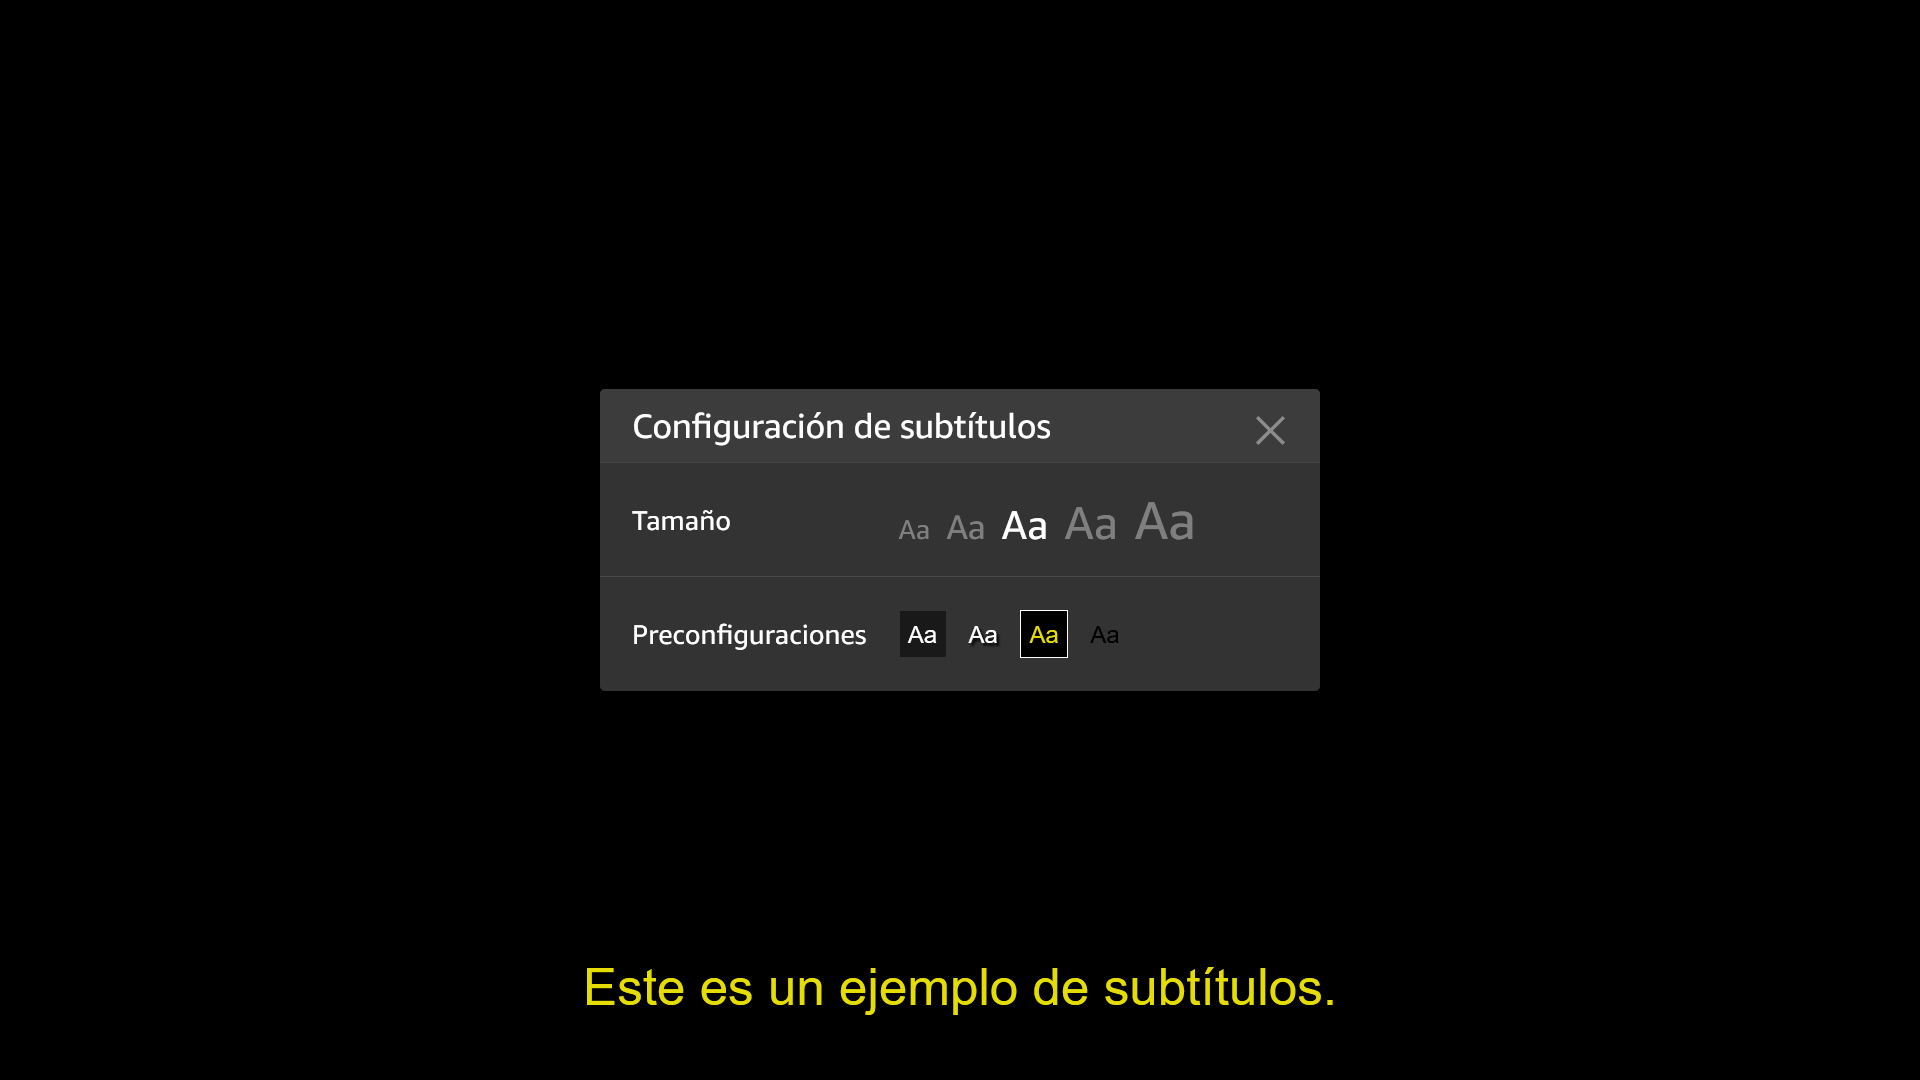 Configuración de subtítulos
Tamaño Aa Aa Aa Aa Aa
Preconfiguraciones Aa Aa Aa Aa
Este es un ejemplo de subtítulos.